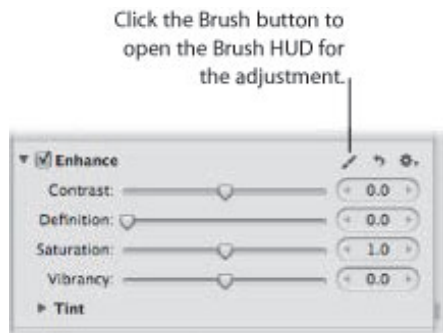 Click the Brush button to
open the Brush HUD for
the adjustment.
Enhance
Contrast: 0.0
Definition: 0.0
Saturation: 1.0
Vibrancy: 0.0
Tint